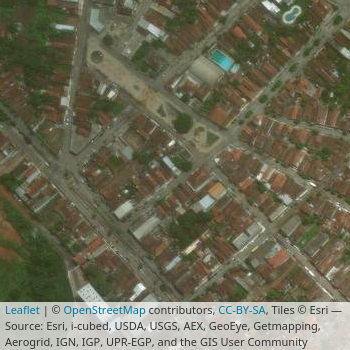 Leaflet | © OpenStreetMap contributors, CC-BY-SA, Tiles © Esri —
Source: Esri, i-cubed, USDA, USGS, AEX, GeoEye, Getmapping,
Aerogrid, IGN, IGP, UPR-EGP, and the GIS User Community